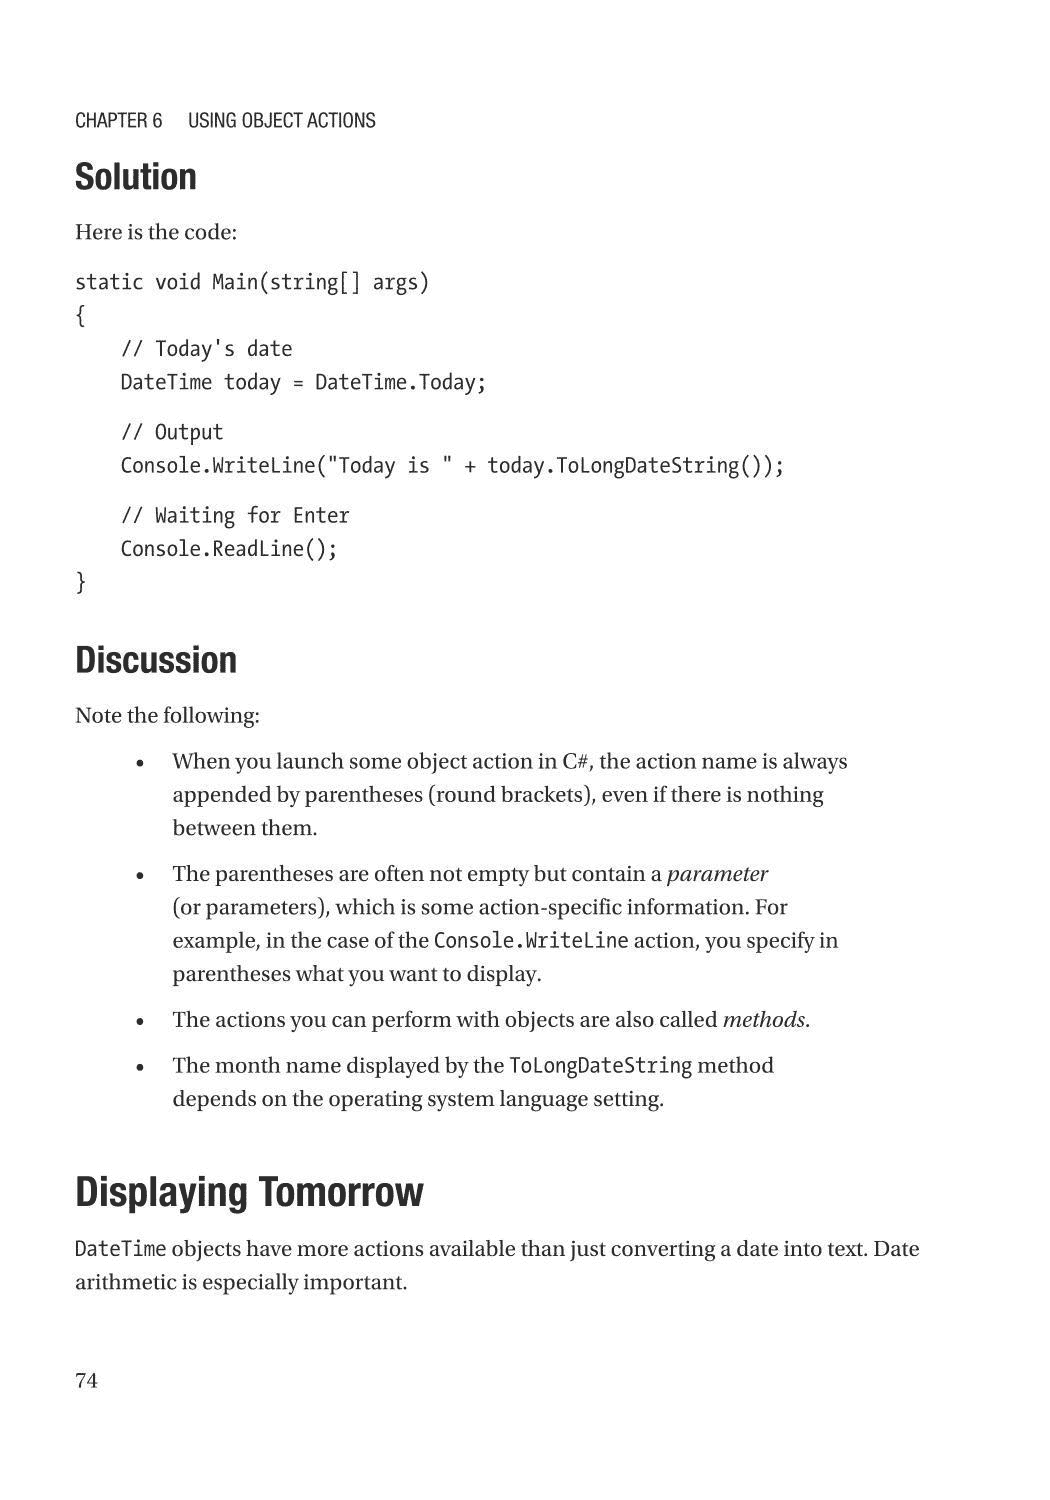 CHAPTER 6 USING OBJECT ACTIONS
Solution
Here is the code:
static void Main(string[] args)
{
    // Today's date
    DateTime today = DateTime.Today;
    // Output
    Console.WriteLine("Today is " + today.ToLongDateString());
    // Waiting for Enter
    Console.ReadLine();
}
Discussion
Note the following:
• When you launch some object action in C#, the action name is always
appended by parentheses (round brackets), even if there is nothing
between them.
• The parentheses are often not empty but contain a parameter
(or parameters), which is some action-specific information. For
example, in the case of the Console.WriteLine action, you specify in
parentheses what you want to display.
• The actions you can perform with objects are also called methods.
• The month name displayed by the ToLongDateString method
depends on the operating system language setting.
Displaying Tomorrow
DateTime objects have more actions available than just converting a date into text. Date
arithmetic is especially important.
74